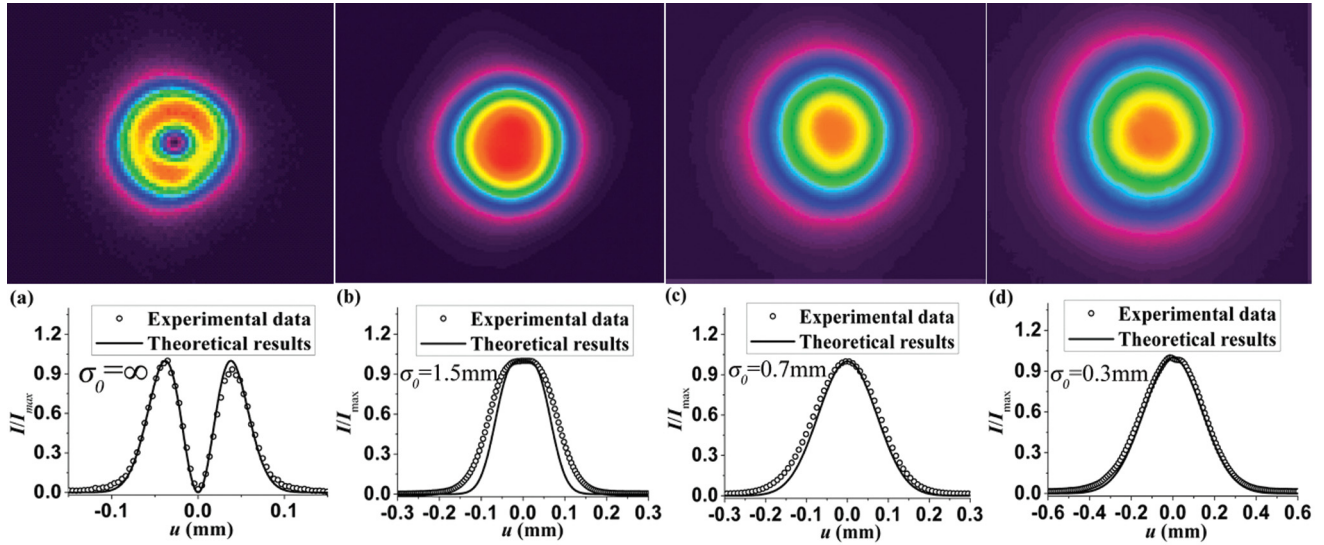 (a)
Experimental data
Theoretical results
σ₀=∞
I/Imax
1.2
0.9
0.6
0.3
0.0
-0.1 0.0 0.1
u (mm)
(b)
Experimental data
Theoretical results
σ₀=1.5mm
I/Imax
1.2
0.9
0.6
0.3
0.0
-0.3 -0.2 -0.1 0.0 0.1 0.2 0.3
u (mm)
(c)
Experimental data
Theoretical results
σ₀=0.7mm
I/Imax
1.2
0.9
0.6
0.3
0.0
-0.3 -0.2 -0.1 0.0 0.1 0.2 0.3
u (mm)
(d)
Experimental data
Theoretical results
σ₀=0.3mm
I/Imax
1.2
0.9
0.6
0.3
0.0
-0.6 -0.4 -0.2 0.0 0.2 0.4 0.6
u (mm)